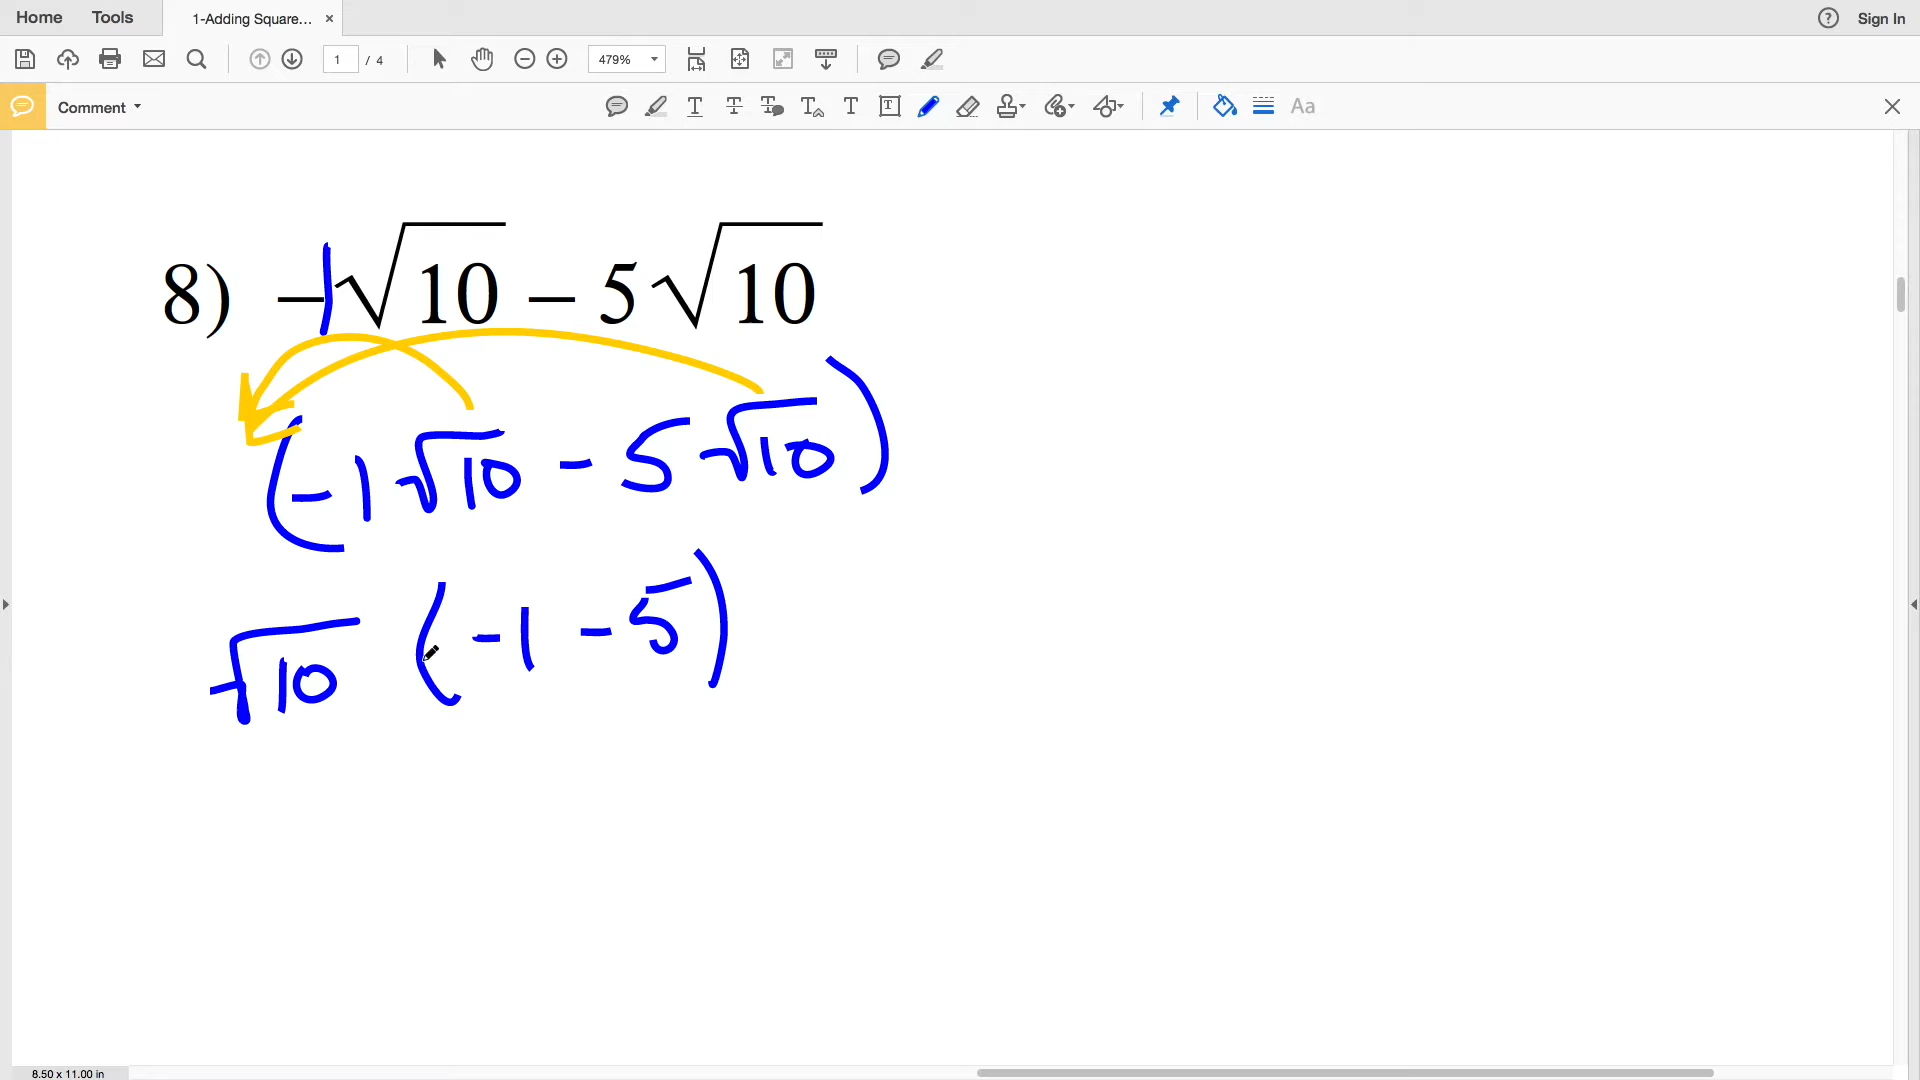 Home Tools 1-Adding Square... × ? Sign In
1 / 4 479%
Comment T T T T T T Aa
8) -1√10 - 5√10
(-1√10 - 5√10)
√10 (-1 - 5)
8.50 x 11.00 in